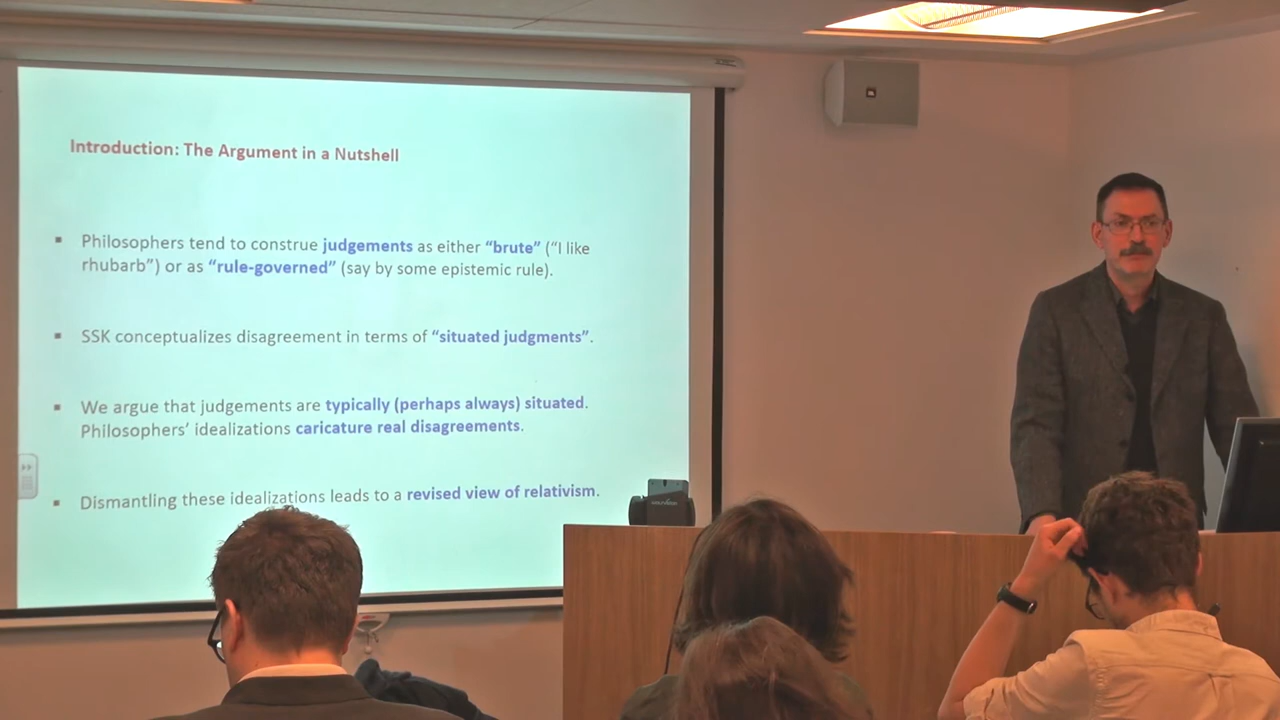 Introduction: The Argument in a Nutshell
▪ Philosophers tend to construe judgements as either “brute” (“I like
rhubarb”) or as “rule-governed” (say by some epistemic rule).
▪ SSK conceptualizes disagreement in terms of “situated judgments”.
▪ We argue that judgements are typically (perhaps always) situated.
Philosophers’ idealizations caricature real disagreements.
▪ Dismantling these idealizations leads to a revised view of relativism.